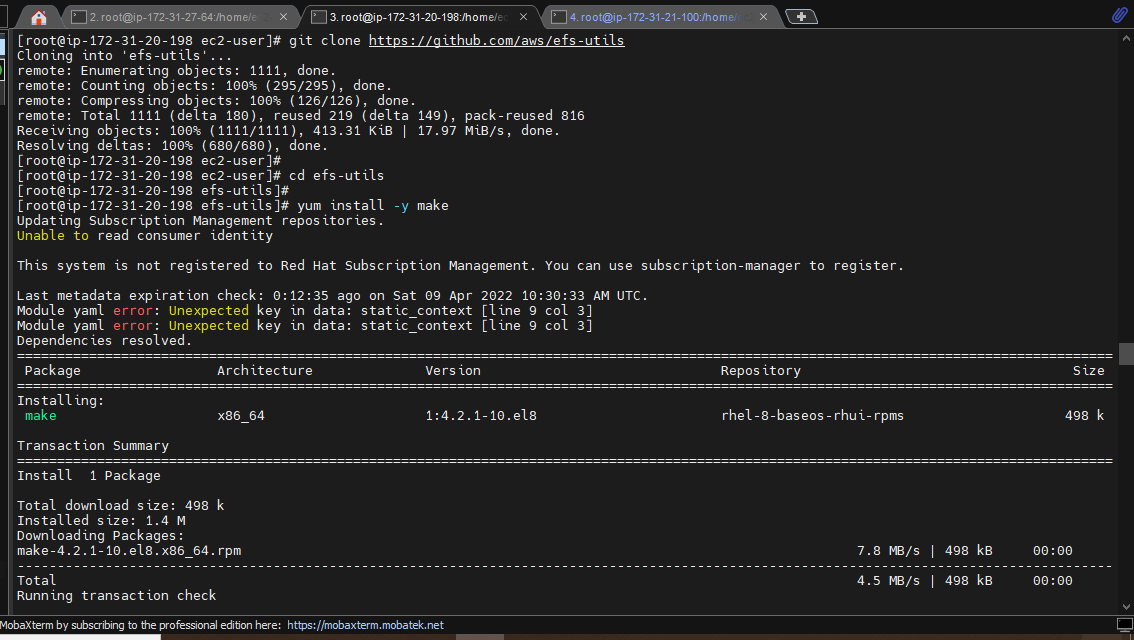 2. root@ip-172-31-27-64:/home/ec
3. root@ip-172-31-20-198:/home/ec
4. root@ip-172-31-21-100:/home/
[root@ip-172-31-20-198 ec2-user]# git clone https://github.com/aws/efs-utils
Cloning into 'efs-utils'...
remote: Enumerating objects: 1111, done.
remote: Counting objects: 100% (295/295), done.
remote: Compressing objects: 100% (126/126), done.
remote: Total 1111 (delta 180), reused 219 (delta 149), pack-reused 816
Receiving objects: 100% (1111/1111), 413.31 KiB | 17.97 MiB/s, done.
Resolving deltas: 100% (680/680), done.
[root@ip-172-31-20-198 ec2-user]#
[root@ip-172-31-20-198 ec2-user]# cd efs-utils
[root@ip-172-31-20-198 efs-utils]#
[root@ip-172-31-20-198 efs-utils]# yum install -y make
Updating Subscription Management repositories.
Unable to read consumer identity
This system is not registered to Red Hat Subscription Management. You can use subscription-manager to register.
Last metadata expiration check: 0:12:35 ago on Sat 09 Apr 2022 10:30:33 AM UTC.
Module yaml error: Unexpected key in data: static_context [line 9 col 3]
Module yaml error: Unexpected key in data: static_context [line 9 col 3]
Dependencies resolved.
Package Architecture Version Repository Size
Installing:
make x86_64 1:4.2.1-10.el8 rhel-8-baseos-rhui-rpms 498 k
Transaction Summary
Install 1 Package
Total download size: 498 k
Installed size: 1.4 M
Downloading Packages:
make-4.2.1-10.el8.x86_64.rpm 7.8 MB/s | 498 kB 00:00
Total 4.5 MB/s | 498 kB 00:00
Running transaction check
MobaXterm by subscribing to the professional edition here: https://mobaxterm.mobatek.net